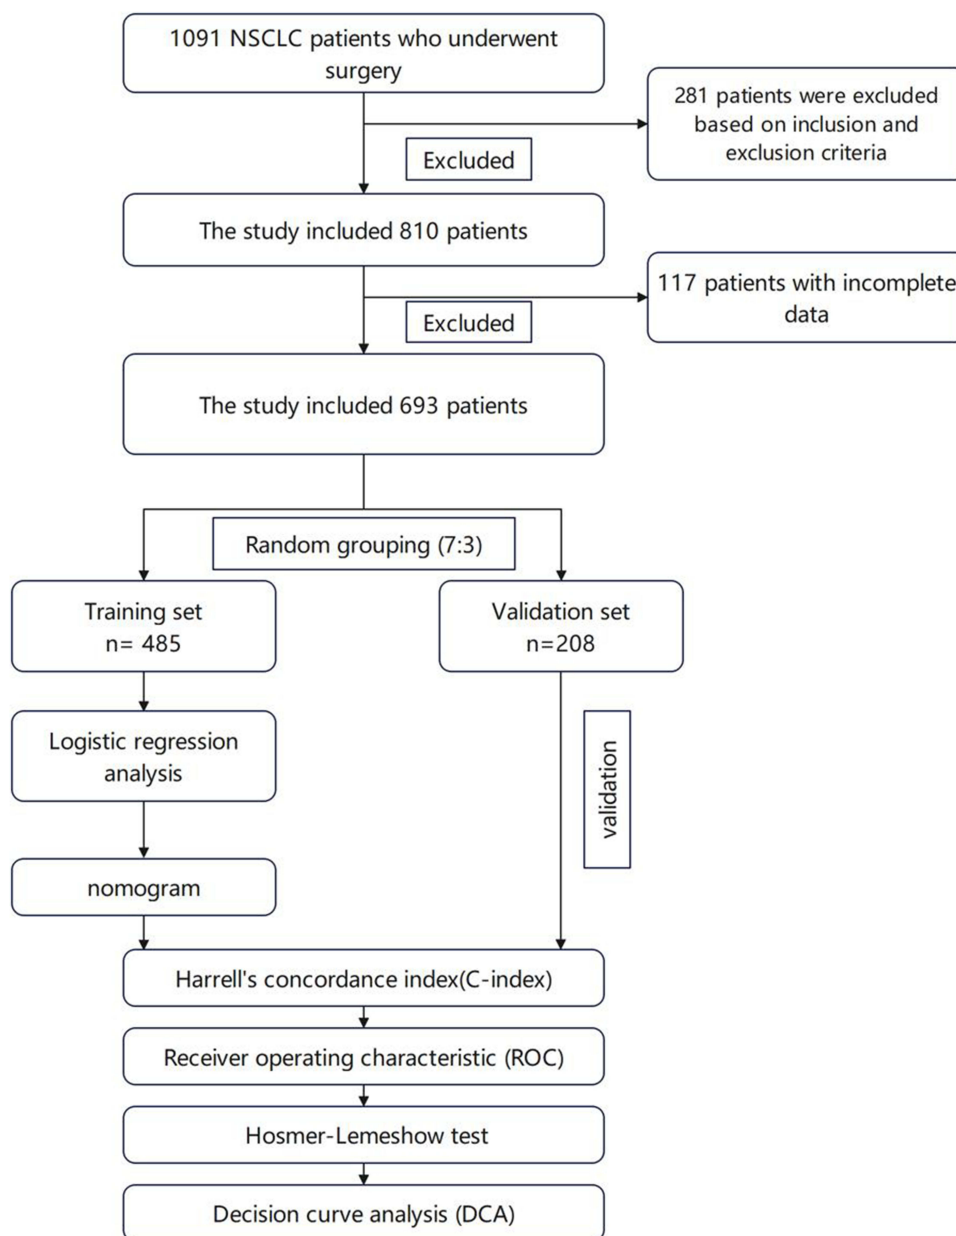 1091 NSCLC patients who underwent
surgery
281 patients were excluded
based on inclusion and
exclusion criteria
Excluded
The study included 810 patients
117 patients with incomplete
data
Excluded
The study included 693 patients
Random grouping (7:3)
Training set
n= 485
Validation set
n=208
Logistic regression
analysis
validation
nomogram
Harrell's concordance index(C-index)
Receiver operating characteristic (ROC)
Hosmer-Lemeshow test
Decision curve analysis (DCA)